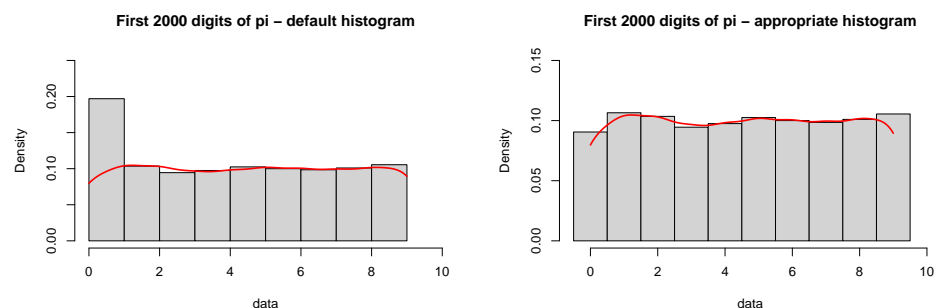 First 2000 digits of pi − default histogram
Density
0.00 0.10 0.20
0 2 4 6 8 10
data
First 2000 digits of pi − appropriate histogram
Density
0.00 0.05 0.10 0.15
0 2 4 6 8 10
data